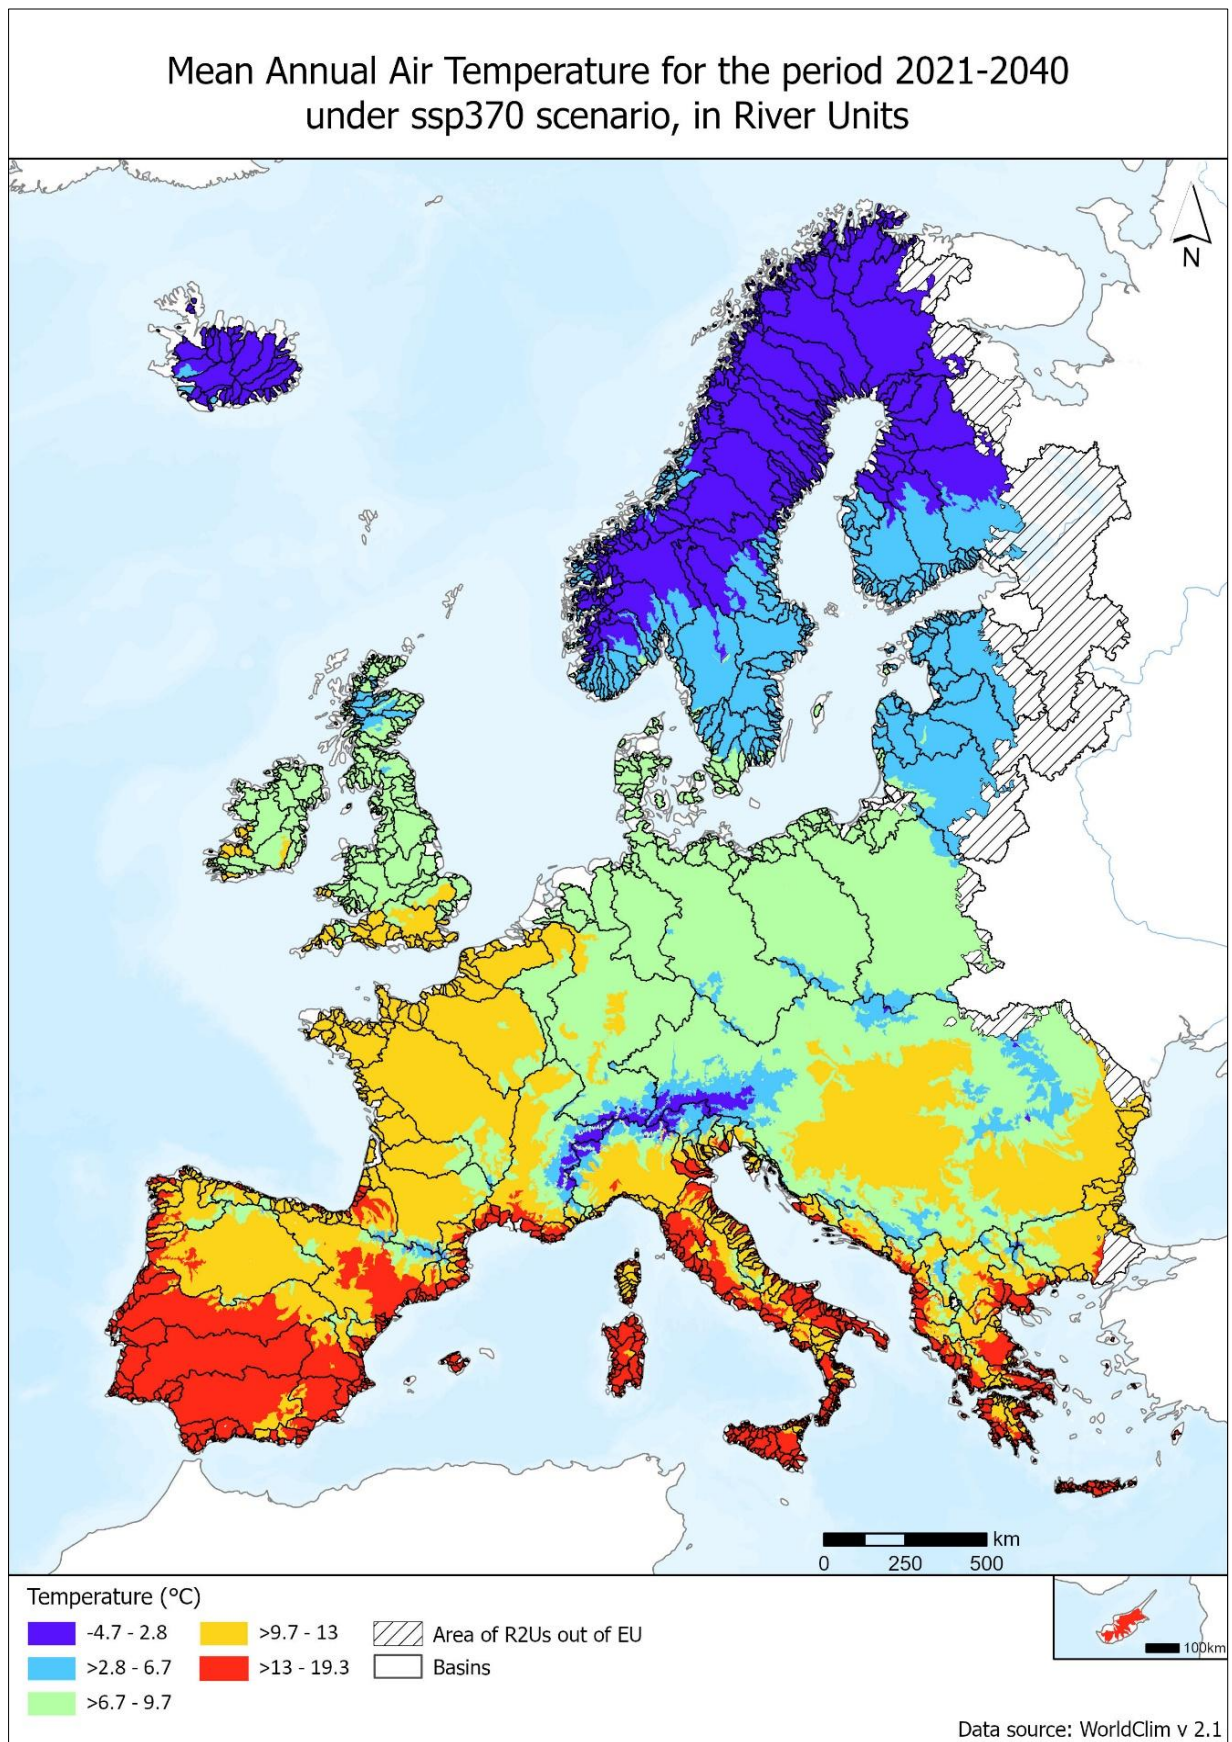 Mean Annual Air Temperature for the period 2021-2040
under ssp370 scenario, in River Units
N
km
0 250 500
Temperature (°C)
-4.7 - 2.8
>2.8 - 6.7
>6.7 - 9.7
>9.7 - 13
>13 - 19.3
Area of R2Us out of EU
Basins
100km
Data source: WorldClim v 2.1